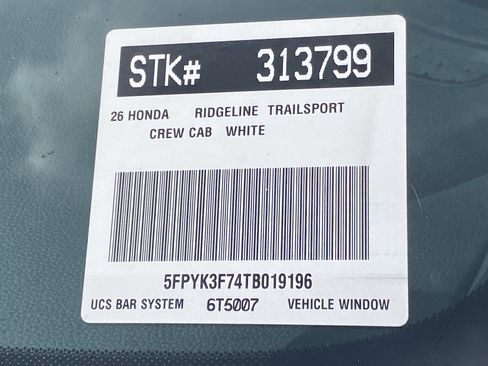 STK# 313799
26 HONDA RIDGELINE TRAILSPORT
CREW CAB WHITE
5FPYK3F74TB019196
UCS BAR SYSTEM 6T5007 VEHICLE WINDOW